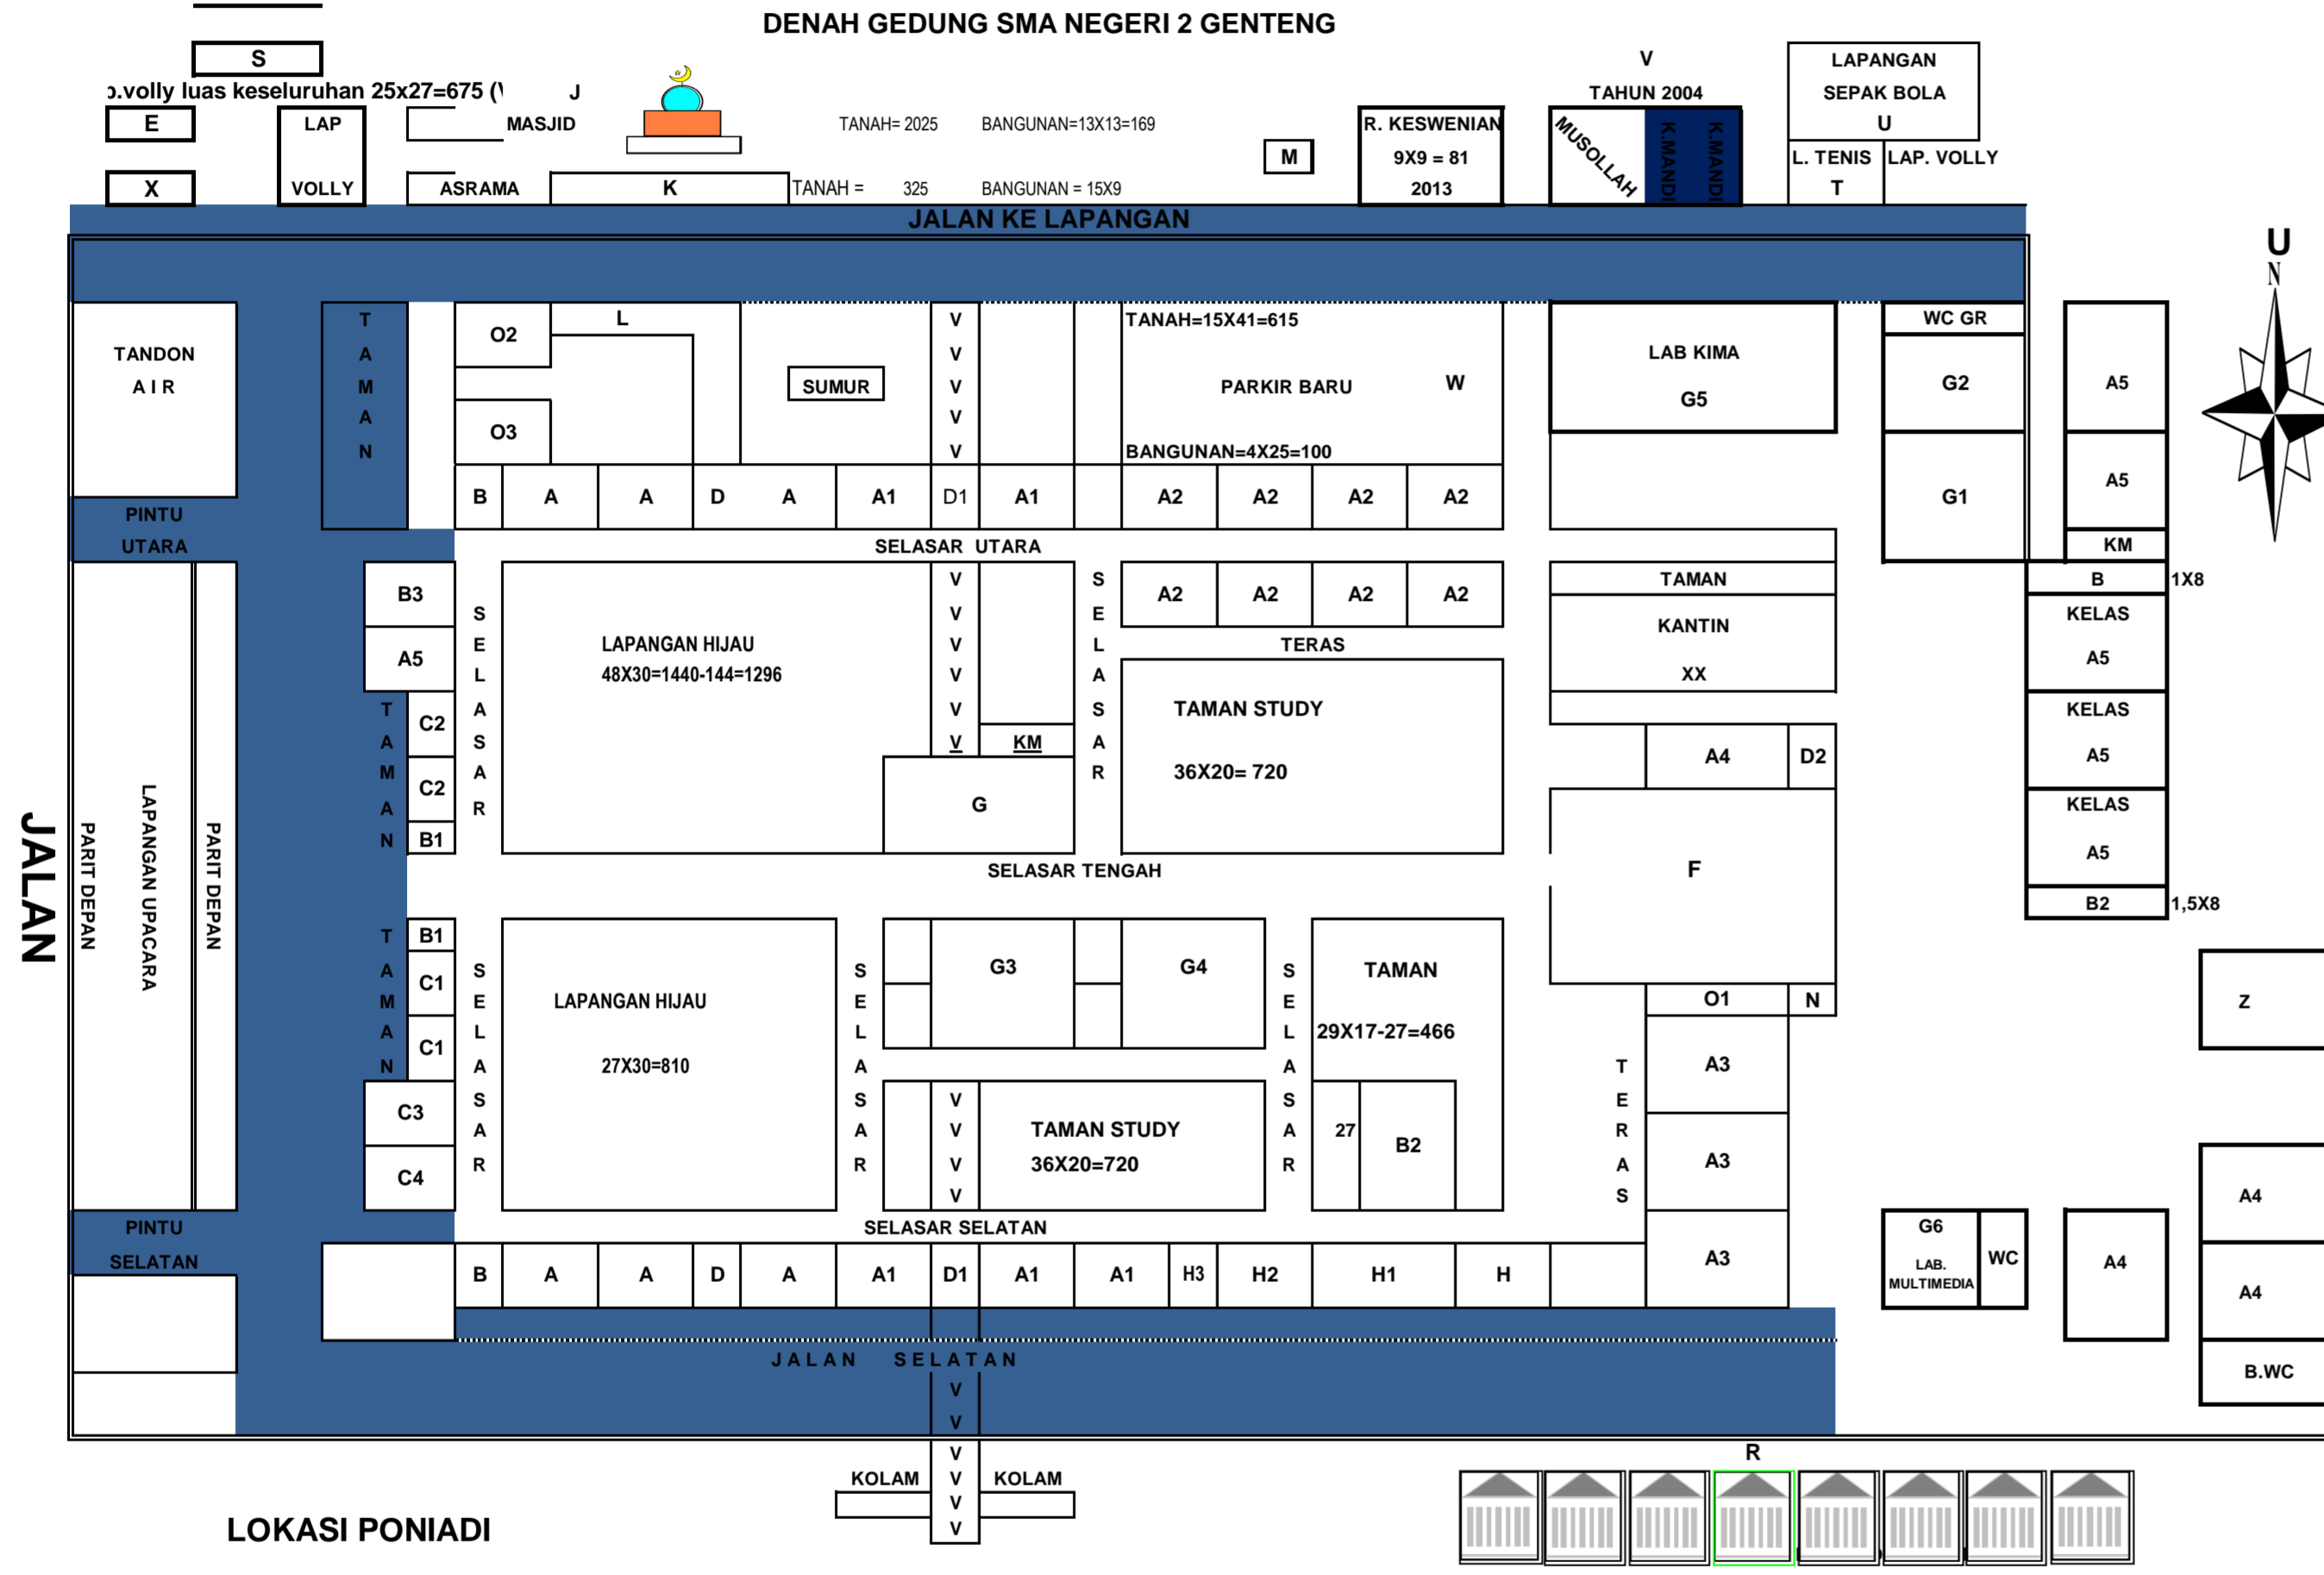 DENAH GEDUNG SMA NEGERI 2 GENTENG
S
volly luas keseluruhan 25x27=675
J
V
TAHUN 2004
LAPANGAN
SEPAK BOLA
U
E
LAP
VOLLY
MASJID
TANAH= 2025
BANGUNAN=13X13=169
M
R. KESWENIAN
9X9 = 81
2013
MUSOLLAH
K.MANDI
K.MANDI
L. TENIS
T
LAP. VOLLY
X
ASRAMA
K
TANAH = 325
BANGUNAN = 15X9
JALAN KE LAPANGAN
U
N
TANDON
A I R
T
A
M
A
N
O2
L
O3
SUMUR
V
V
V
V
V
TANAH=15X41=615
PARKIR BARU
W
BANGUNAN=4X25=100
LAB KIMA
G5
WC GR
G2
G1
A5
A5
KM
B
A
A
D
A
A1
D1
A1
A2
A2
A2
A2
PINTU
UTARA
SELASAR UTARA
B3
A5
T
A
M
A
N
C2
C2
B1
S
E
L
A
S
A
R
LAPANGAN HIJAU
48X30=1440-144=1296
V
V
V
V
V
V
KM
G
S
E
L
A
S
A
R
A2
A2
A2
A2
TERAS
TAMAN STUDY
36X20= 720
TAMAN
KANTIN
XX
A4
D2
F
B
1X8
KELAS
A5
KELAS
A5
KELAS
A5
B2
1,5X8
JALAN
PARIT DEPAN
LAPANGAN UPACARA
PARIT DEPAN
SELASAR TENGAH
T
A
M
A
N
B1
C1
C1
C3
C4
S
E
L
A
S
A
R
LAPANGAN HIJAU
27X30=810
S
E
L
A
S
A
R
G3
G4
V
V
V
V
TAMAN STUDY
36X20=720
S
E
L
A
S
A
R
TAMAN
29X17-27=466
27
B2
T
E
R
A
S
O1
N
A3
A3
A3
Z
A4
A4
B.WC
G6
LAB.
MULTIMEDIA
WC
A4
PINTU
SELATAN
SELASAR SELATAN
B
A
A
D
A
A1
D1
A1
A1
H3
H2
H1
H
JALAN SELATAN
V
V
V
V
V
V
KOLAM
KOLAM
R
LOKASI PONIADI